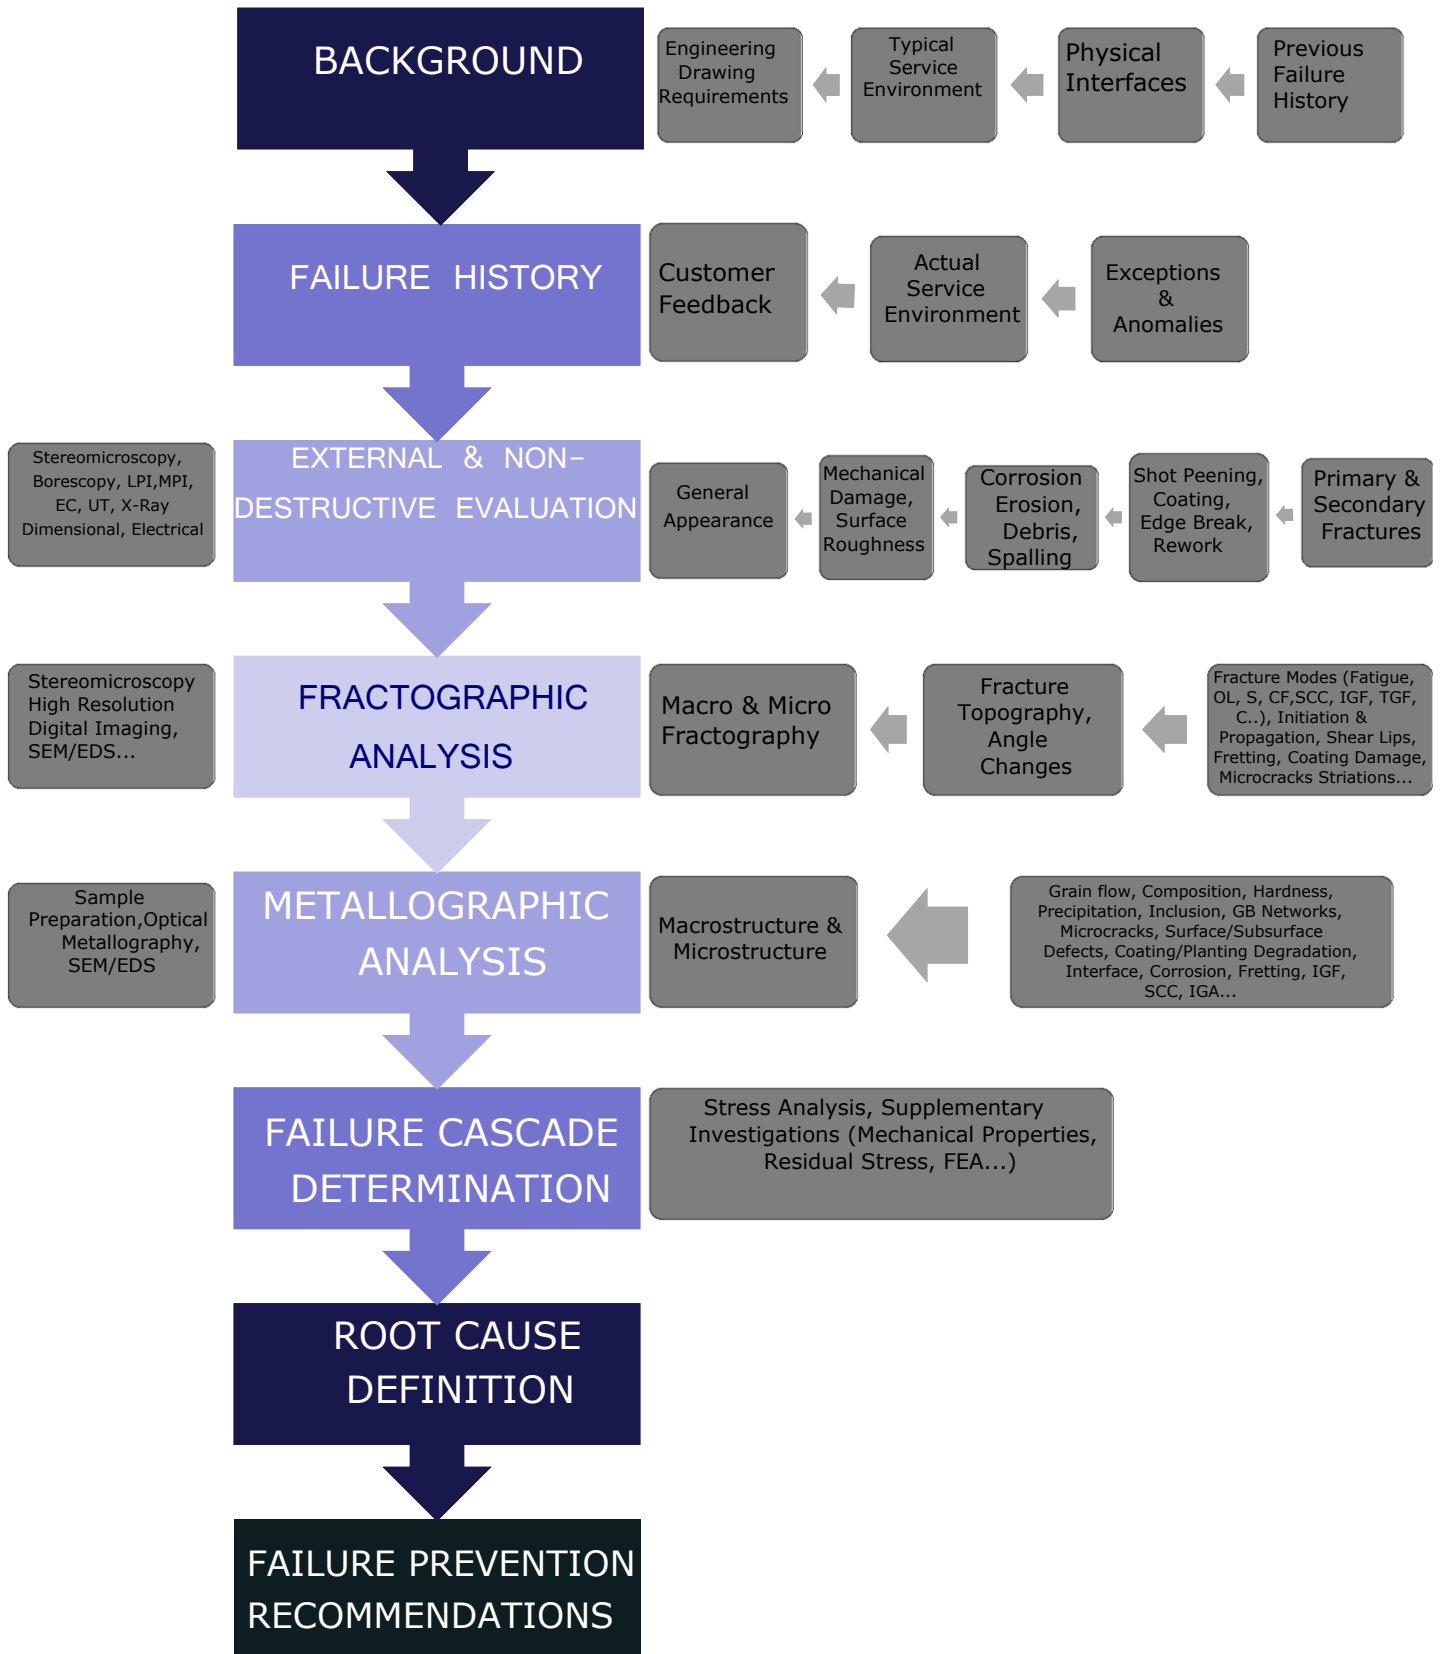 BACKGROUND
Engineering
Drawing
Requirements
Typical
Service
Environment
Physical
Interfaces
Previous
Failure
History
FAILURE HISTORY
Customer
Feedback
Actual
Service
Environment
Exceptions
&
Anomalies
Stereomicroscopy,
Borescopy, LPI,MPI,
EC, UT, X-Ray
Dimensional, Electrical
EXTERNAL & NON-
DESTRUCTIVE EVALUATION
General
Appearance
Mechanical
Damage,
Surface
Roughness
Corrosion
Erosion,
Debris,
Spalling
Shot Peening,
Coating,
Edge Break,
Rework
Primary &
Secondary
Fractures
Stereomicroscopy
High Resolution
Digital Imaging,
SEM/EDS...
FRACTOGRAPHIC
ANALYSIS
Macro & Micro
Fractography
Fracture
Topography,
Angle
Changes
Fracture Modes (Fatigue,
OL, S, CF,SCC, IGF, TGF,
C..), Initiation &
Propagation, Shear Lips,
Fretting, Coating Damage,
Microcracks Striations...
Sample
Preparation,Optical
Metallography,
SEM/EDS
METALLOGRAPHIC
ANALYSIS
Macrostructure &
Microstructure
Grain flow, Composition, Hardness,
Precipitation, Inclusion, GB Networks,
Microcracks, Surface/Subsurface
Defects, Coating/Planting Degradation,
Interface, Corrosion, Fretting, IGF,
SCC, IGA...
FAILURE CASCADE
DETERMINATION
Stress Analysis, Supplementary
Investigations (Mechanical Properties,
Residual Stress, FEA...)
ROOT CAUSE
DEFINITION
FAILURE PREVENTION
RECOMMENDATIONS